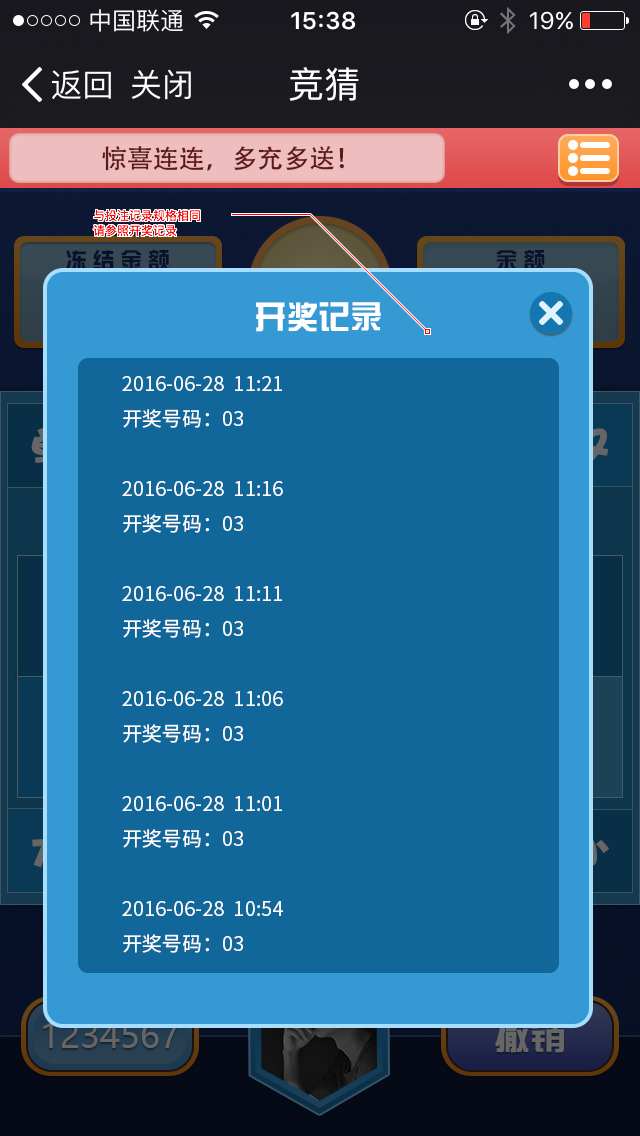 中国联通 15:38 19%
返回 关闭 竞猜
惊喜连连，多充多送！
与投注记录规格相同
请参照开奖记录
冻结金额 余额
开奖记录
2016-06-28 11:21
开奖号码：03
2016-06-28 11:16
开奖号码：03
2016-06-28 11:11
开奖号码：03
2016-06-28 11:06
开奖号码：03
2016-06-28 11:01
开奖号码：03
2016-06-28 10:54
开奖号码：03
1234567 撤销